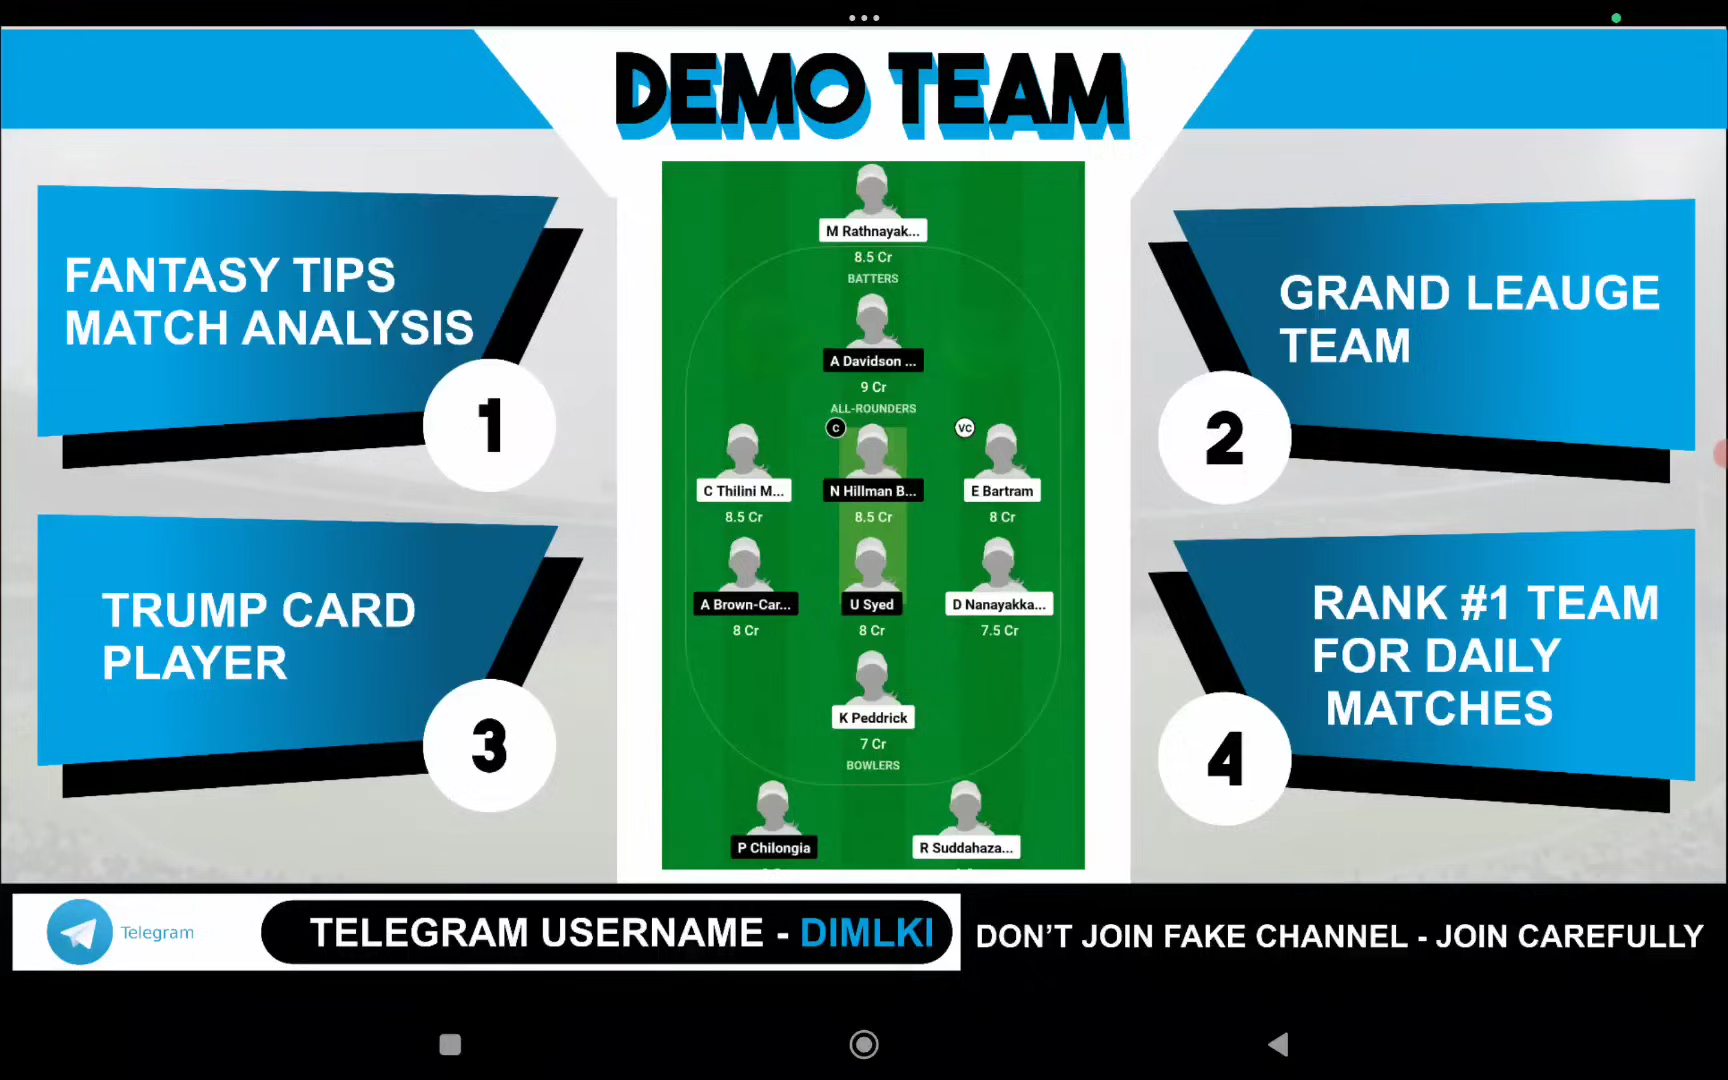 DEMO TEAM
FANTASY TIPS
MATCH ANALYSIS
1
GRAND LEAUGE
TEAM
2
TRUMP CARD
PLAYER
3
RANK #1 TEAM
FOR DAILY
MATCHES
4
M Rathnayak...
8.5 Cr
BATTERS
A Davidson ...
9 Cr
ALL-ROUNDERS
C VC
C Thilini M... N Hillman B... E Bartram
8.5 Cr 8.5 Cr 8 Cr
A Brown-Car... U Syed D Nanayakka...
8 Cr 8 Cr 7.5 Cr
K Peddrick
7 Cr
BOWLERS
P Chilongia R Suddahaza...
Telegram
TELEGRAM USERNAME - DIMLKI
DON'T JOIN FAKE CHANNEL - JOIN CAREFULLY